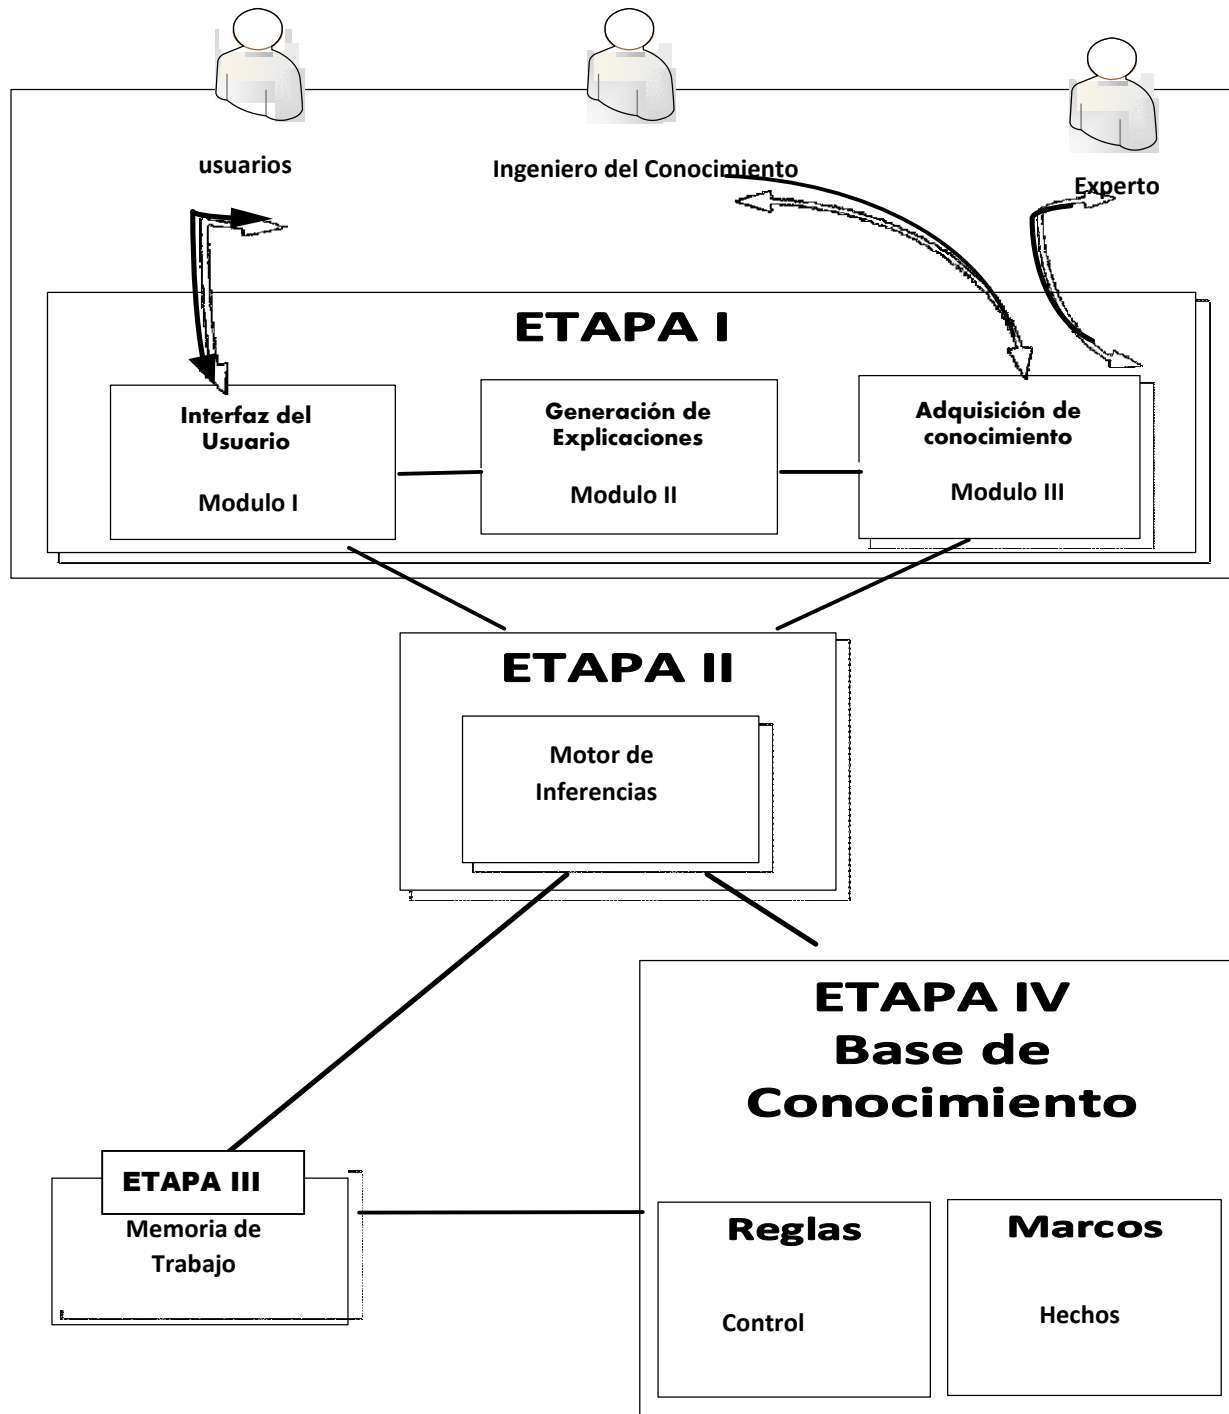 usuarios
Ingeniero del Conocimiento
Experto
ETAPA I
Interfaz del
Usuario
Modulo I
Generación de
Explicaciones
Modulo II
Adquisición de
conocimiento
Modulo III
ETAPA II
Motor de
Inferencias
ETAPA III
Memoria de
Trabajo
ETAPA IV
Base de
Conocimiento
Reglas
Control
Marcos
Hechos